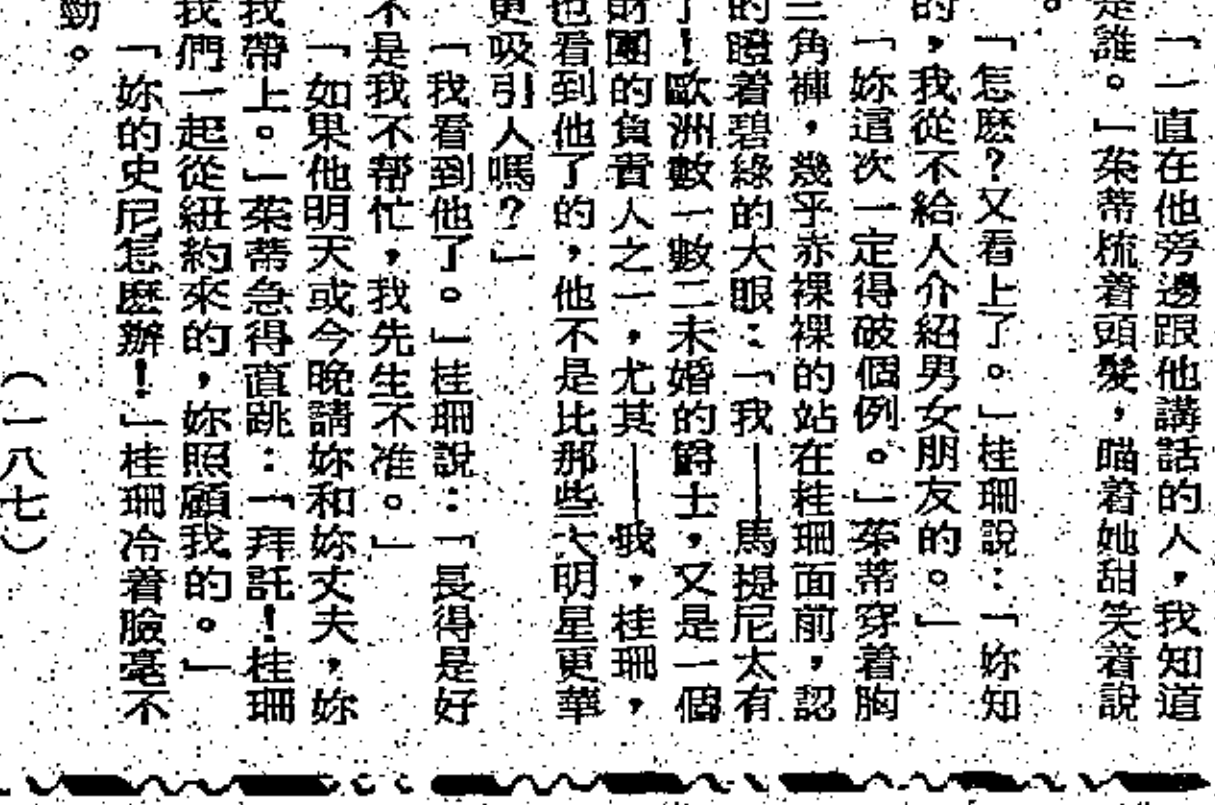 「一直在他旁邊跟他講話的人，我知道
是誰。」茱蒂梳着頭髮，瞄着她甜笑着說
。
「怎麽？又看上了。」桂珊說：「妳知
的，我從不給人介紹男女朋友的。」
「妳這次一定得破個例。」茱蒂穿着胸
三角褲，幾乎赤裸裸的站在桂珊面前，認
的瞪着碧綠的大眼：「我──馬提尼太有
了！歐洲數一數二未婚的爵士，又是一個
財團的負責人之一，尤其──我，桂珊，
也看到他了的，他不是比那些大明星更華
更吸引人嗎？」
「我看到他了。」桂珊說：「長得是好
不是我不幫忙，我先生不准。」
「如果他明天或今晚請妳和妳丈夫，妳
我帶上。」茱蒂急得直跳：「拜託！桂珊
我們一起從紐約來的，妳照顧我的。」
「妳的史尼怎麽辦！」桂珊冷着臉毫不
勁。
（一八七）